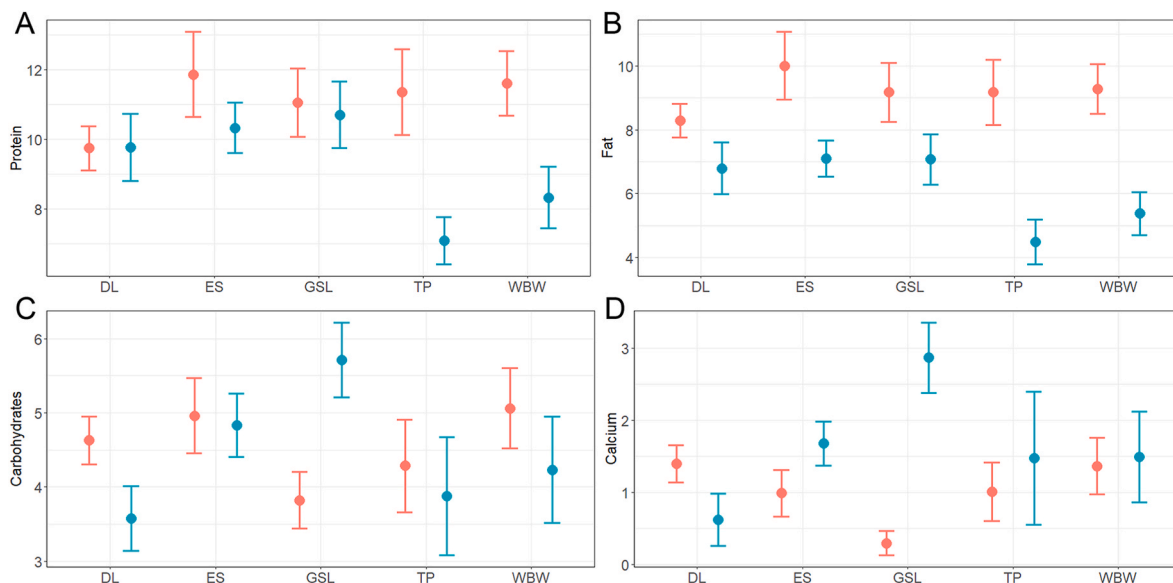 A
Protein
12
10
8
DL ES GSL TP WBW
B
Fat
10
8
6
4
DL ES GSL TP WBW
C
Carbohydrates
6
5
4
3
DL ES GSL TP WBW
D
Calcium
3
2
1
0
DL ES GSL TP WBW